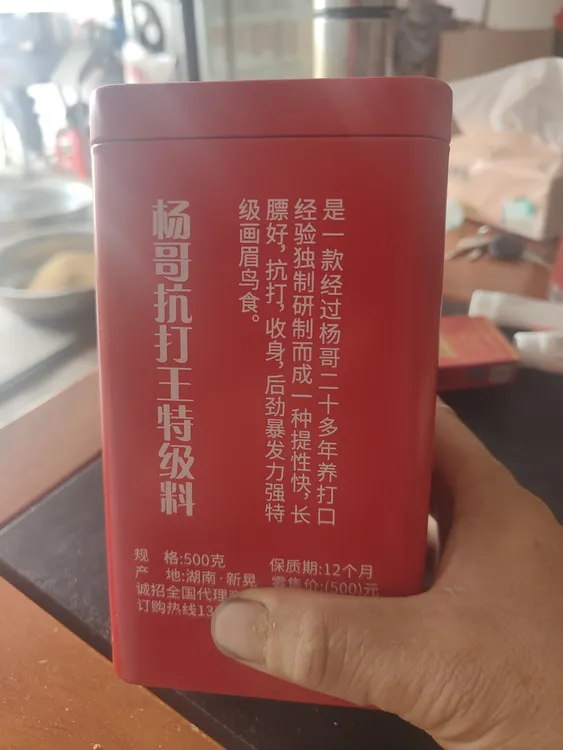 杨哥抗打王特级料
是一款经过杨哥二十多年养打口
经验独制研制而成一种提性快,长
膘好,抗打,收身,后劲暴发力强特
级画眉鸟食。
规 格:500克
产 地:湖南·新晃
诚招全国代理
订购热线13
保质期:12个月
零售价:(500)元